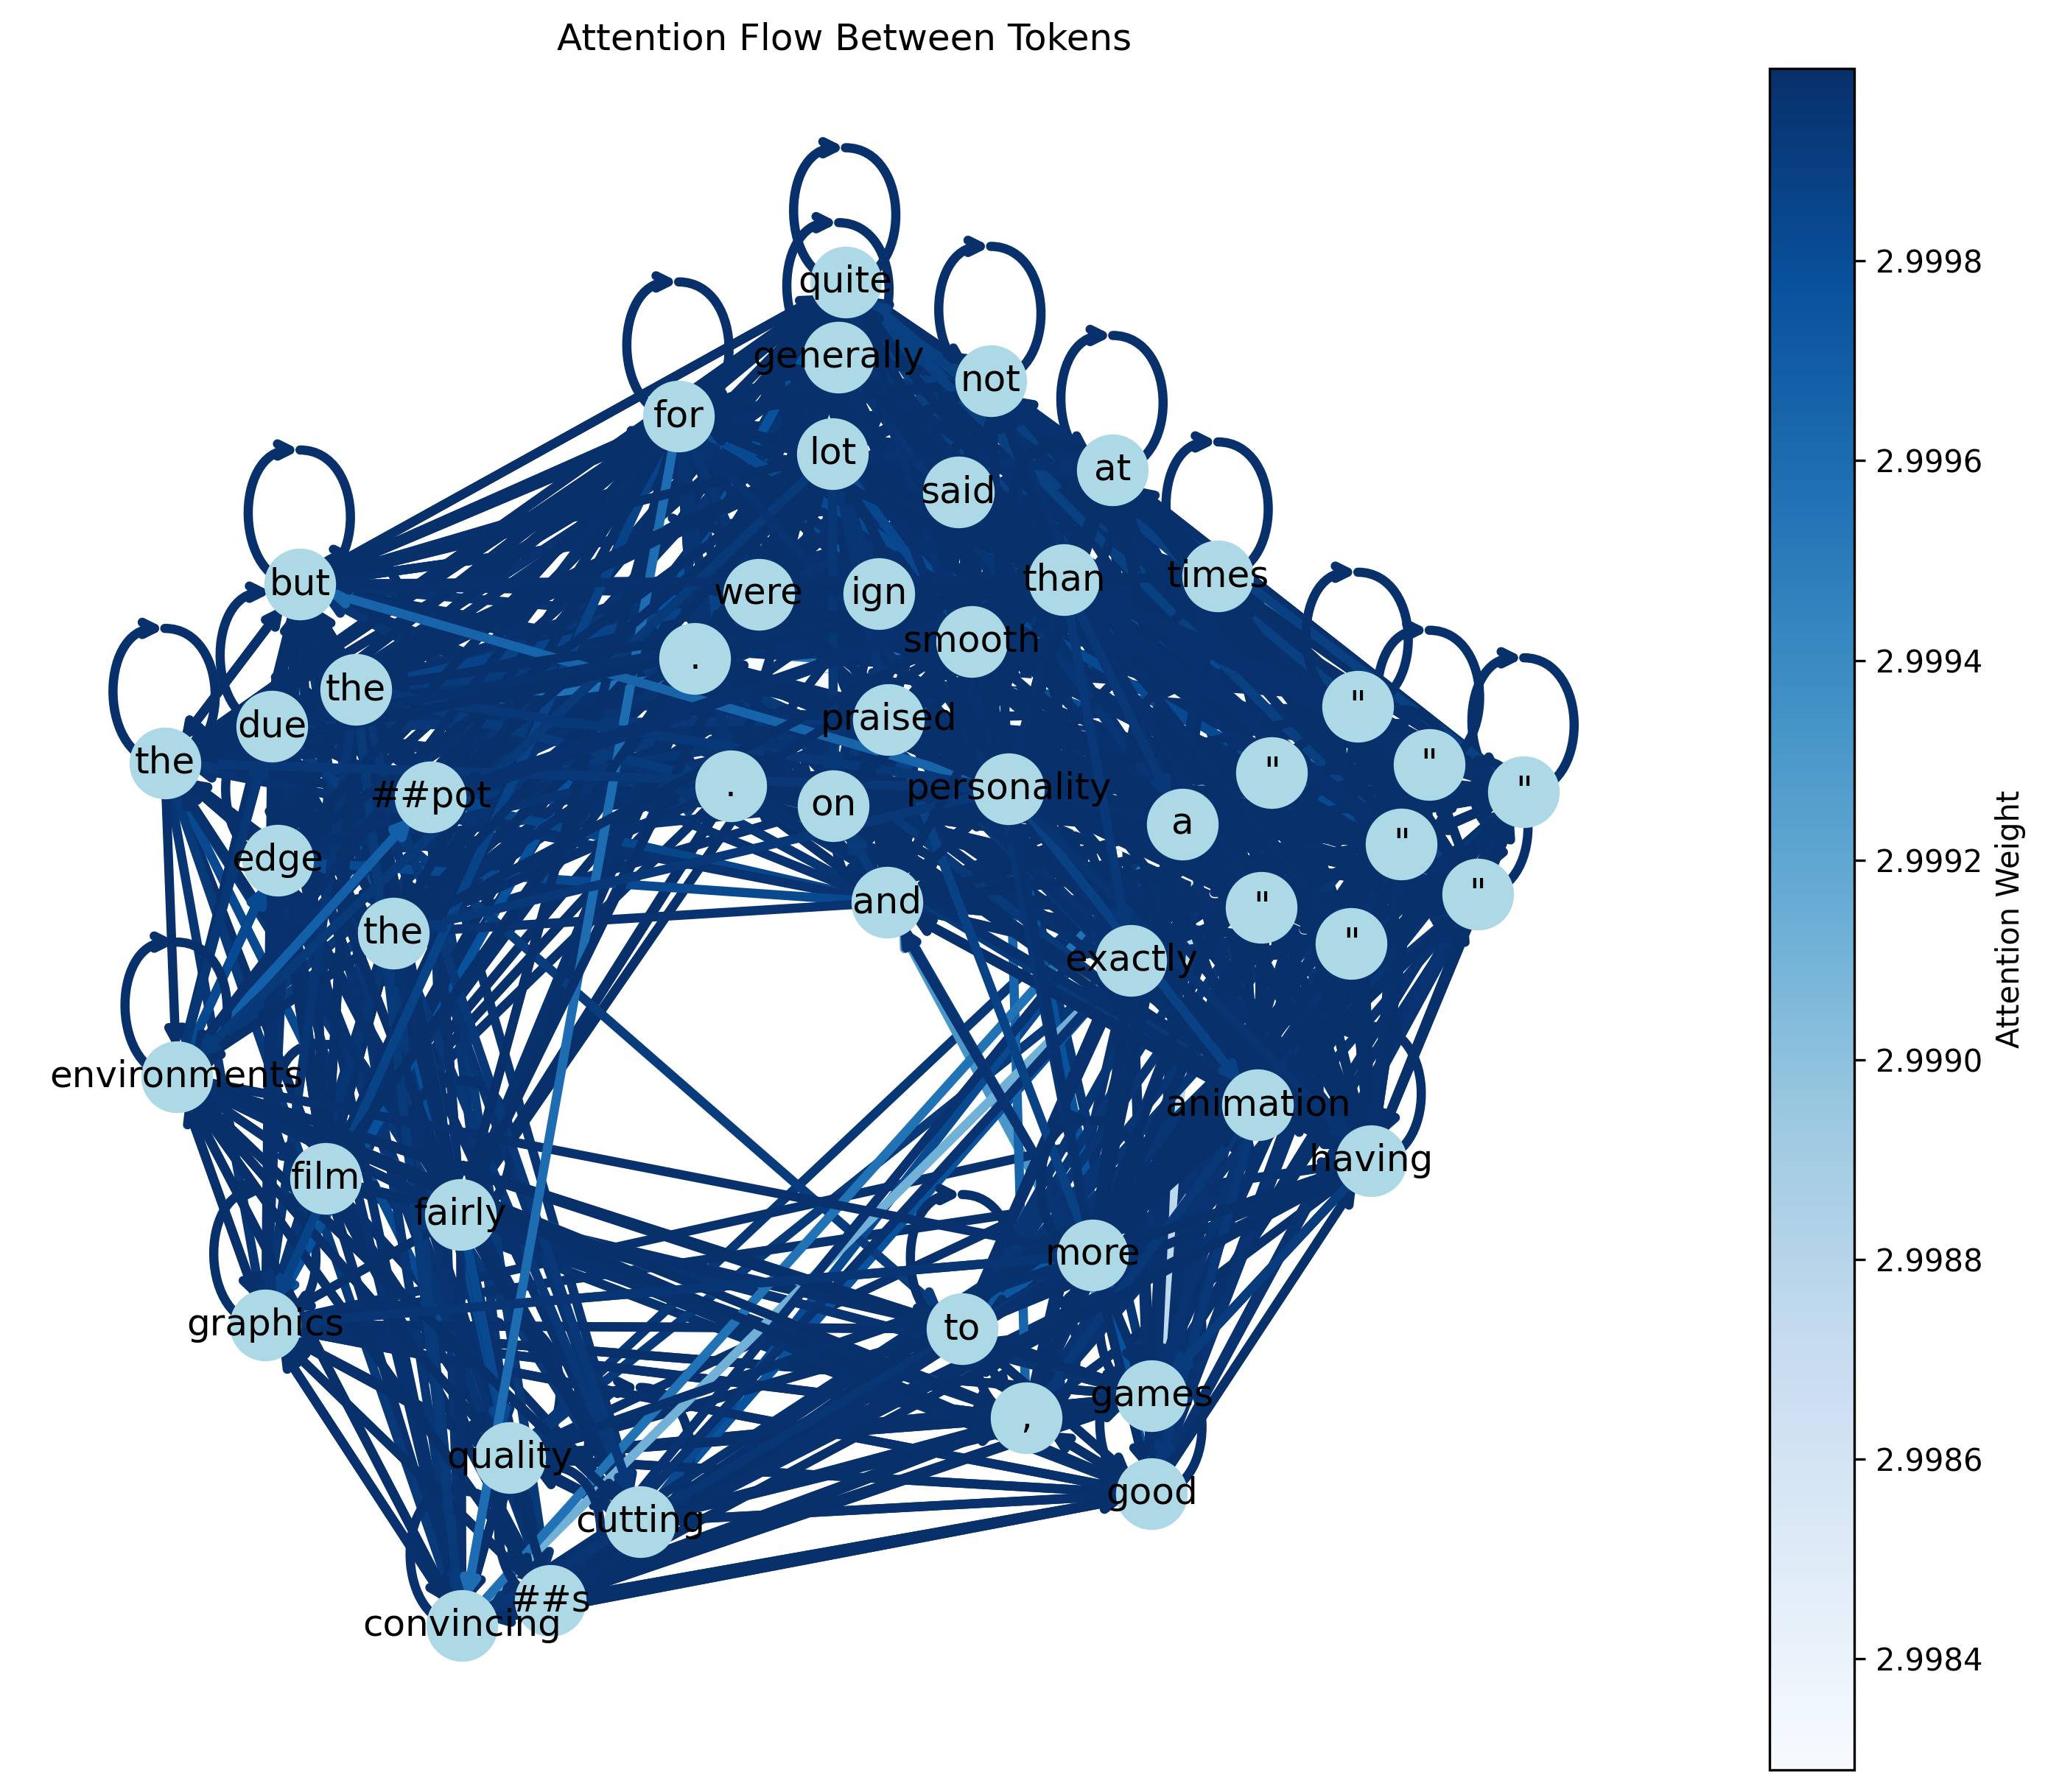 Attention Flow Between Tokens
quite
generally
not
for
lot
at
said
but
were
ign
than
times
.
smooth
the
"
due
praised
the
"
"
"
##pot
.
on
personality
a
"
edge
"
and
"
the
"
exactly
environments
animation
having
film
fairly
more
graphics
to
games
,
quality
good
cutting
##s
convincing
2.9998
2.9996
2.9994
2.9992
2.9990
2.9988
2.9986
2.9984
Attention Weight